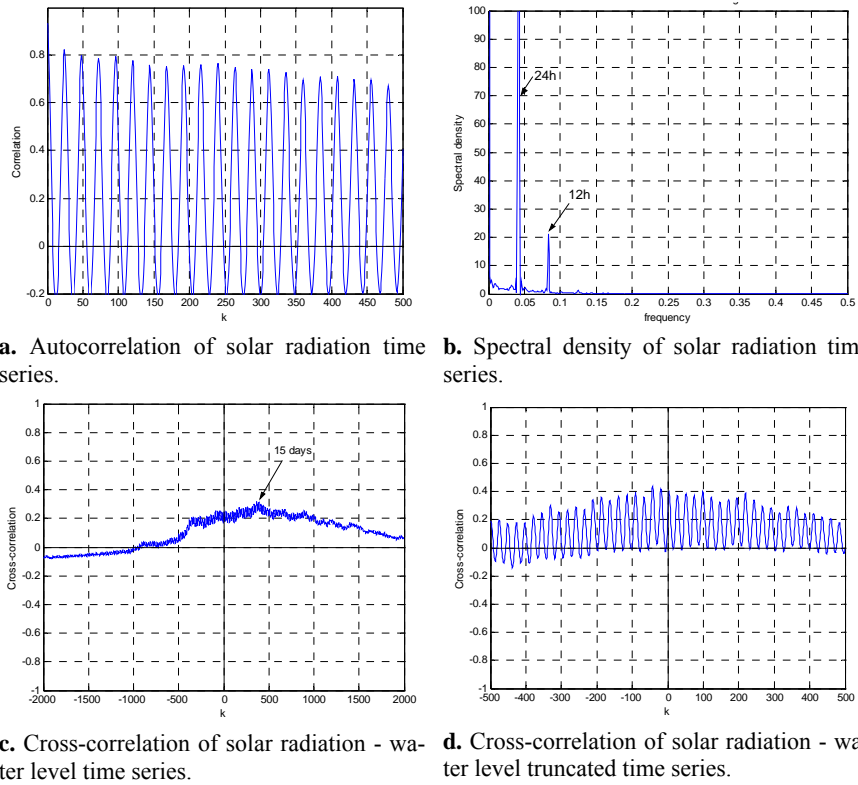 0.8
0.6
0.4
0.2
0
-0.2
Correlation
0 50 100 150 200 250 300 350 400 450 500
k
100
90
80
70
60
50
40
30
20
10
0
Spectral density
24h
12h
0 0.05 0.1 0.15 0.2 0.25 0.3 0.35 0.4 0.45 0.5
frequency
a. Autocorrelation of solar radiation time
series.
b. Spectral density of solar radiation tim
series.
1
0.8
0.6
0.4
0.2
0
-0.2
-0.4
-0.6
-0.8
-1
Cross-correlation
15 days
-2000 -1500 -1000 -500 0 500 1000 1500 2000
k
1
0.8
0.6
0.4
0.2
0
-0.2
-0.4
-0.6
-0.8
-1
Cross-correlation
-500 -400 -300 -200 -100 0 100 200 300 400 500
k
c. Cross-correlation of solar radiation - wa-
ter level time series.
d. Cross-correlation of solar radiation - wa
ter level truncated time series.